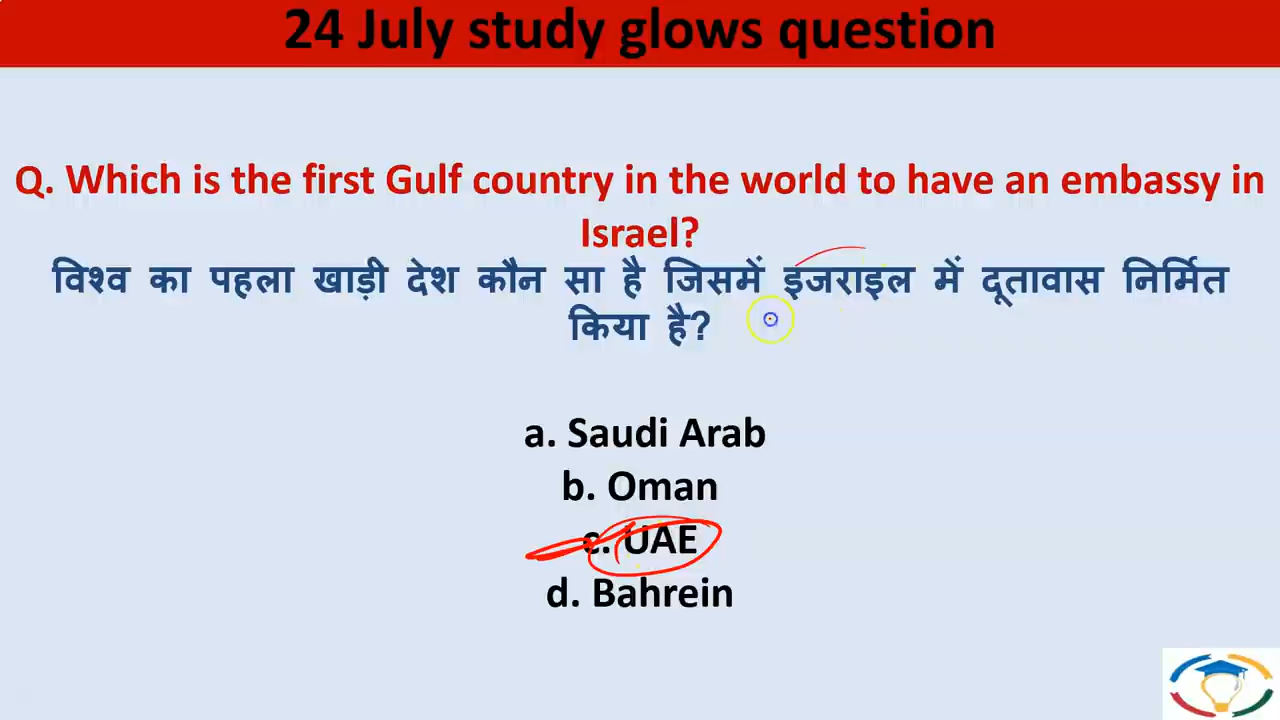 24 July study glows question
Q. Which is the first Gulf country in the world to have an embassy in
Israel?
विश्व का पहला खाड़ी देश कौन सा है जिसमें इजराइल में दूतावास निर्मित
किया है?
a. Saudi Arab
b. Oman
c. UAE
d. Bahrein